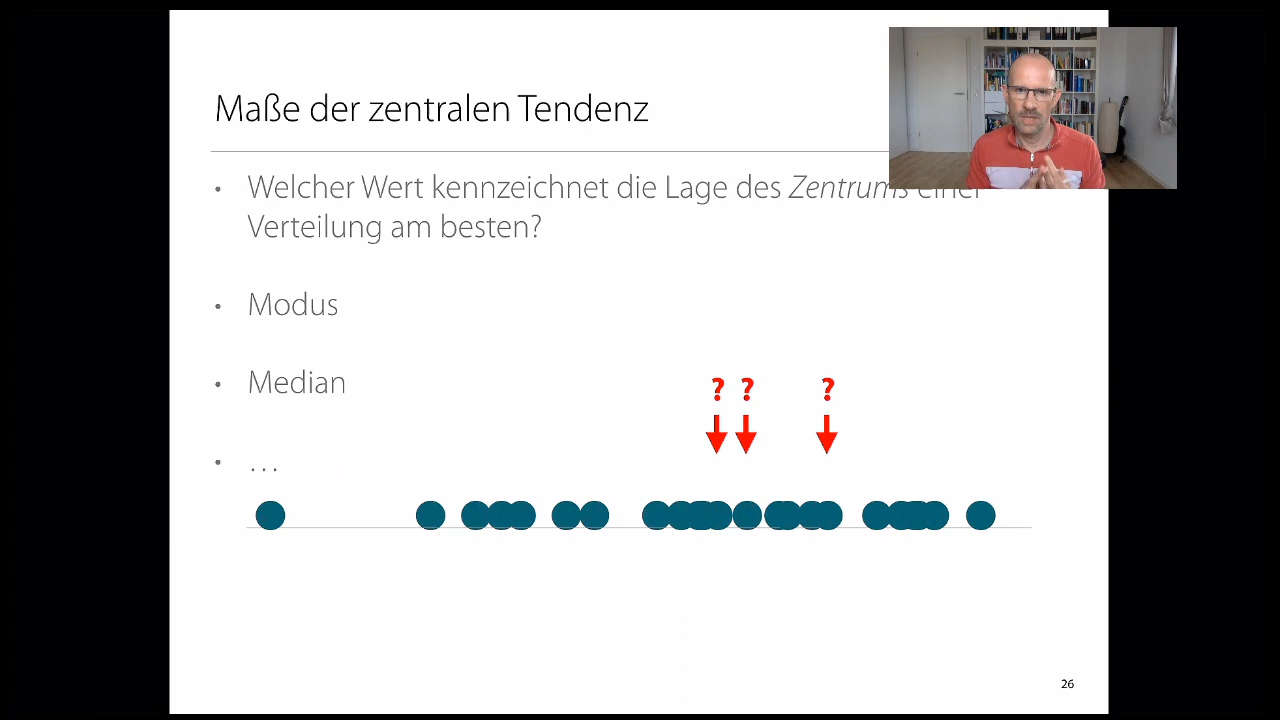 Maße der zentralen Tendenz
• Welcher Wert kennzeichnet die Lage des Zentrums einer
Verteilung am besten?
• Modus
• Median
? ? ?
• …
26